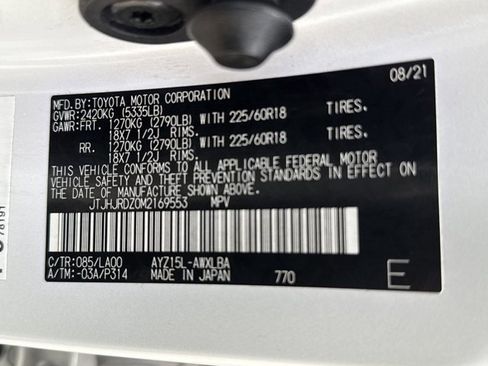 MFD.BY:TOYOTA MOTOR CORPORATION 08/21
GVWR:2420KG (5335LB)
GAWR:FRT. 1270KG (2790LB) WITH 225/60R18 TIRES.
18X7 1/2J RIMS.
RR. 1270KG (2790LB) WITH 225/60R18 TIRES.
18X7 1/2J RIMS.
THIS VEHICLE CONFORMS TO ALL APPLICABLE FEDERAL MOTOR
VEHICLE SAFETY AND THEFT PREVENTION STANDARDS IN EFFECT ON
THE DATE OF MANUFACTURE SHOWN ABOVE.
JTJHJRDZ0M2169553 MPV
C/TR:085/LA00 AYZ15L-AWXLBA
A/TM:-03A/P314 MADE IN JAPAN 770 E
78191